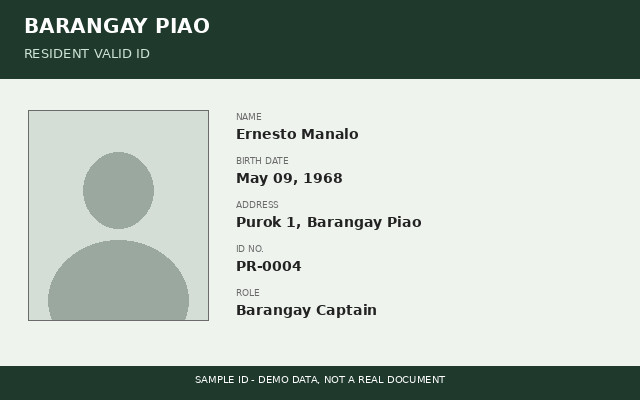 BARANGAY PIAO
RESIDENT VALID ID
NAME
Ernesto Manalo
BIRTH DATE
May 09, 1968
ADDRESS
Purok 1, Barangay Piao
ID NO.
PR-0004
ROLE
Barangay Captain
SAMPLE ID - DEMO DATA, NOT A REAL DOCUMENT